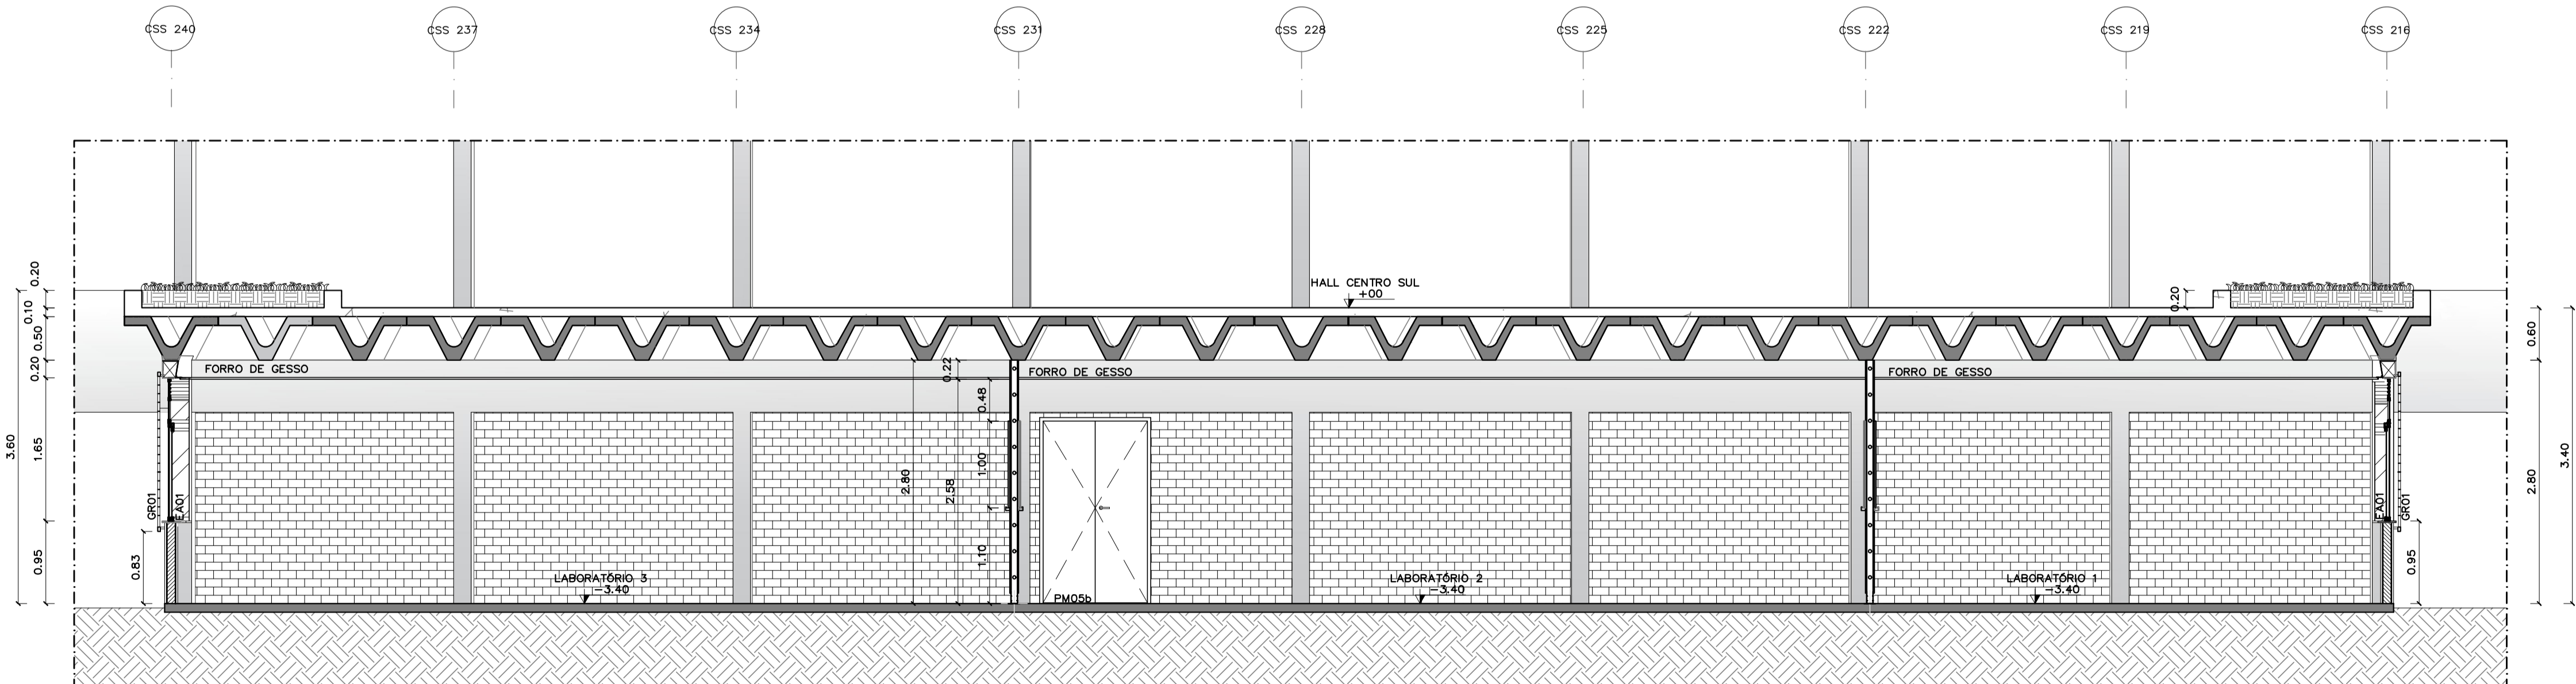 CSS 240
CSS 237
CSS 234
CSS 231
CSS 228
CSS 225
CSS 222
CSS 219
CSS 216
HALL CENTRO SUL
+00
0.20
0.10
0.50
0.20
3.60
1.65
0.95
0.83
GR01
EA01
FORRO DE GESSO
FORRO DE GESSO
FORRO DE GESSO
0.22
0.48
1.00
2.80
2.58
1.10
PM05b
LABORATÓRIO 3
-3.40
LABORATÓRIO 2
-3.40
LABORATÓRIO 1
-3.40
0.20
EA01
GR01
0.95
0.60
2.80
3.40